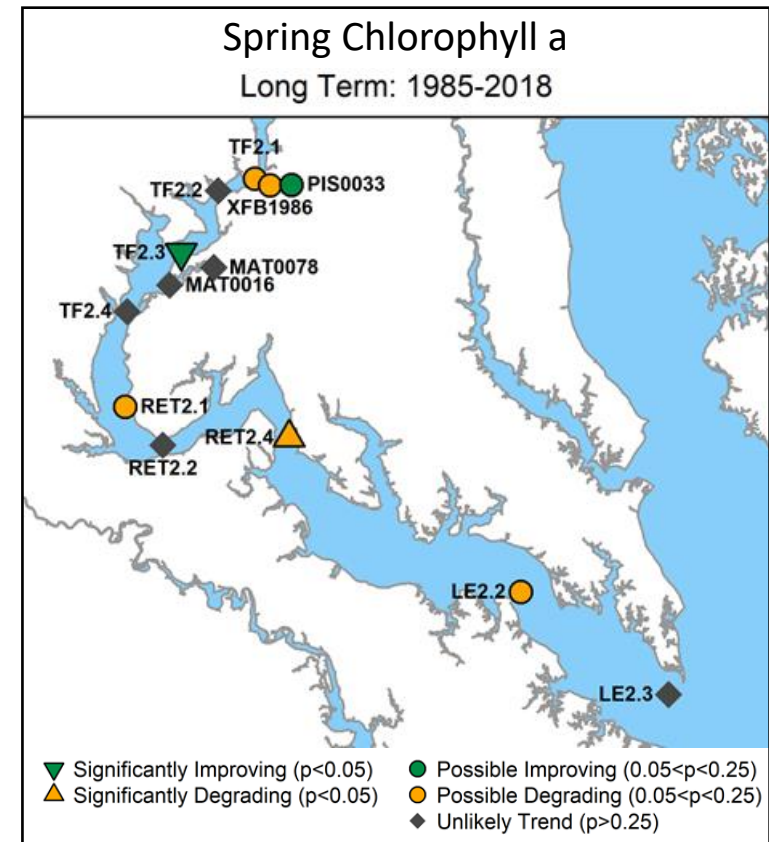 Spring Chlorophyll a
Long Term: 1985-2018
TF2.1
TF2.2
PIS0033
XFB1986
TF2.3
MAT0078
MAT0016
TF2.4
RET2.1
RET2.4
RET2.2
LE2.2
LE2.3
Significantly Improving (p<0.05)
Possible Improving (0.05<p<0.25)
Significantly Degrading (p<0.05)
Possible Degrading (0.05<p<0.25)
Unlikely Trend (p>0.25)